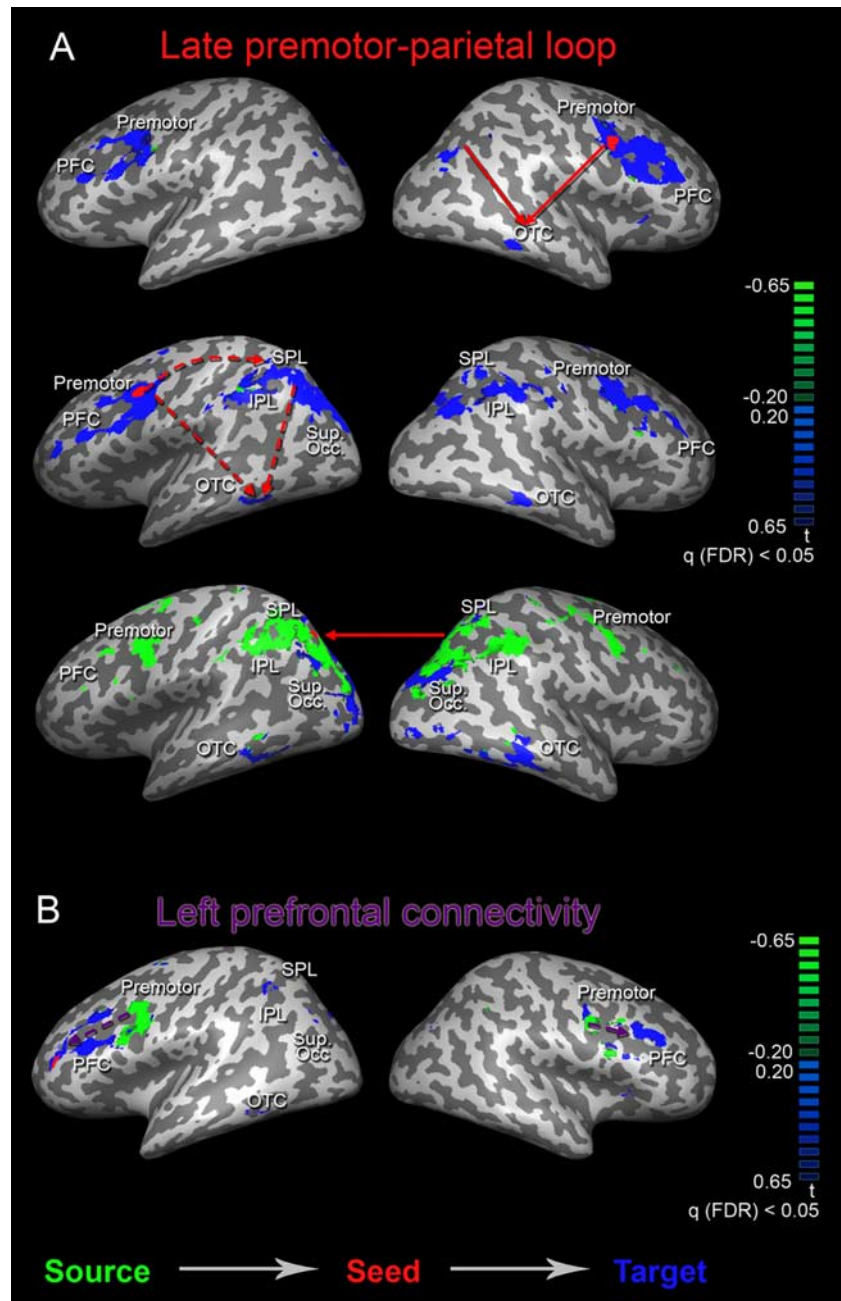 A Late premotor-parietal loop
Premotor
PFC
Premotor
PFC
OTC
-0.65
-0.20
0.20
0.65
t
q (FDR) < 0.05
SPL
Premotor
IPL
PFC
Sup.
Occ.
OTC
SPL
Premotor
IPL
PFC
OTC
SPL
Premotor
PFC
IPL
Sup.
Occ.
OTC
SPL
Premotor
IPL
Sup.
Occ.
OTC
B Left prefrontal connectivity
SPL
Premotor
IPL
PFC
Sup.
Occ
OTC
Premotor
PFC
-0.65
-0.20
0.20
0.65
t
q (FDR) < 0.05
Source Seed Target